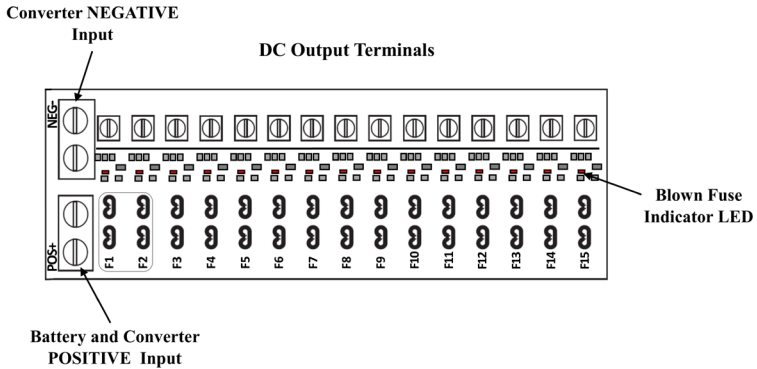 Converter NEGATIVE
Input
DC Output Terminals
NEG-
POS+
F1 F2 F3 F4 F5 F6 F7 F8 F9 F10 F11 F12 F13 F14 F15
Blown Fuse
Indicator LED
Battery and Converter
POSITIVE Input